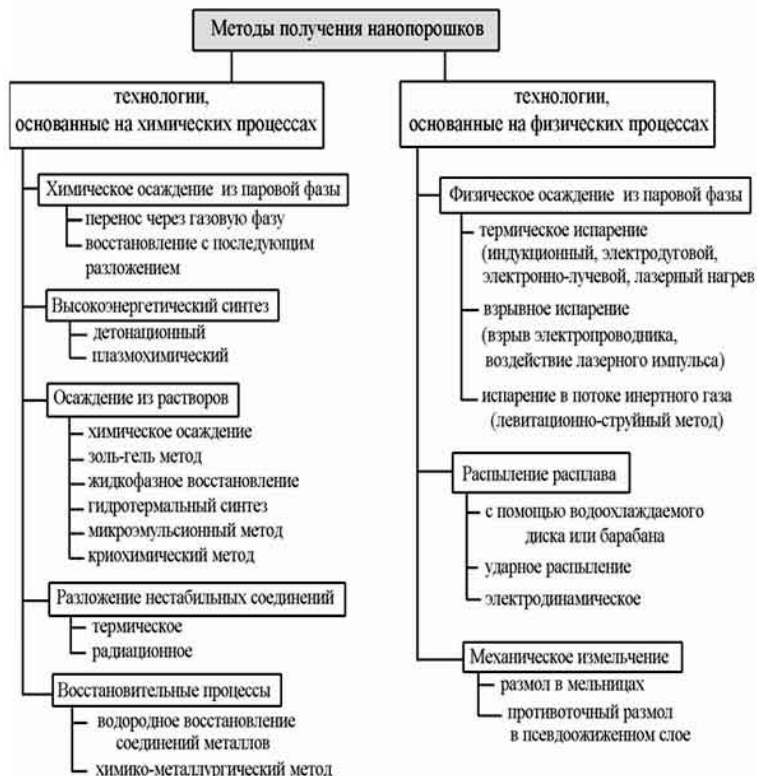 Методы получения нанопорошков
технологии,
основанные на химических процессах
Химическое осаждение из паровой фазы
перенос через газовую фазу
восстановление с последующим
разложением
Высокоэнергетический синтез
детонационный
плазмохимический
Осаждение из растворов
химическое осаждение
золь-гель метод
жидкофазное восстановление
гидротермальный синтез
микроэмульсионный метод
криохимический метод
Разложение нестабильных соединений
термическое
радиационное
Восстановительные процессы
водородное восстановление
соединений металлов
химико-металлургический метод
технологии,
основанные на физических процессах
Физическое осаждение из паровой фазы
термическое испарение
(индукционный, электродуговой,
электронно-лучевой, лазерный нагрев
взрывное испарение
(взрыв электропроводника,
воздействие лазерного импульса)
испарение в потоке инертного газа
(левитационно-струйный метод)
Распыление расплава
с помощью водоохлаждаемого
диска или барабана
ударное распыление
электродинамическое
Механическое измельчение
размол в мельницах
противоточный размол
в псевдоожиженном слое